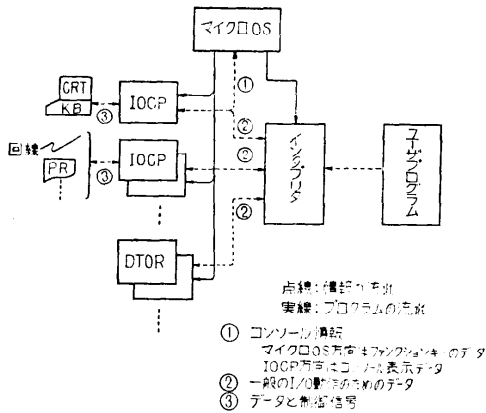 マイクロOS
①
CRT
KB
③
IOCP
②
回線
PR
③
IOCP
②
インタプリタ
ユーザプログラム
②
DTOR
点線:情報の流れ
実線:プログラムの流れ
① コンソール情報
マイクロOS方向はファンクションキーのデータ
IOCP方向はコンソール表示データ
② 一般のI/O動作のためのデータ
③ データと制御信号